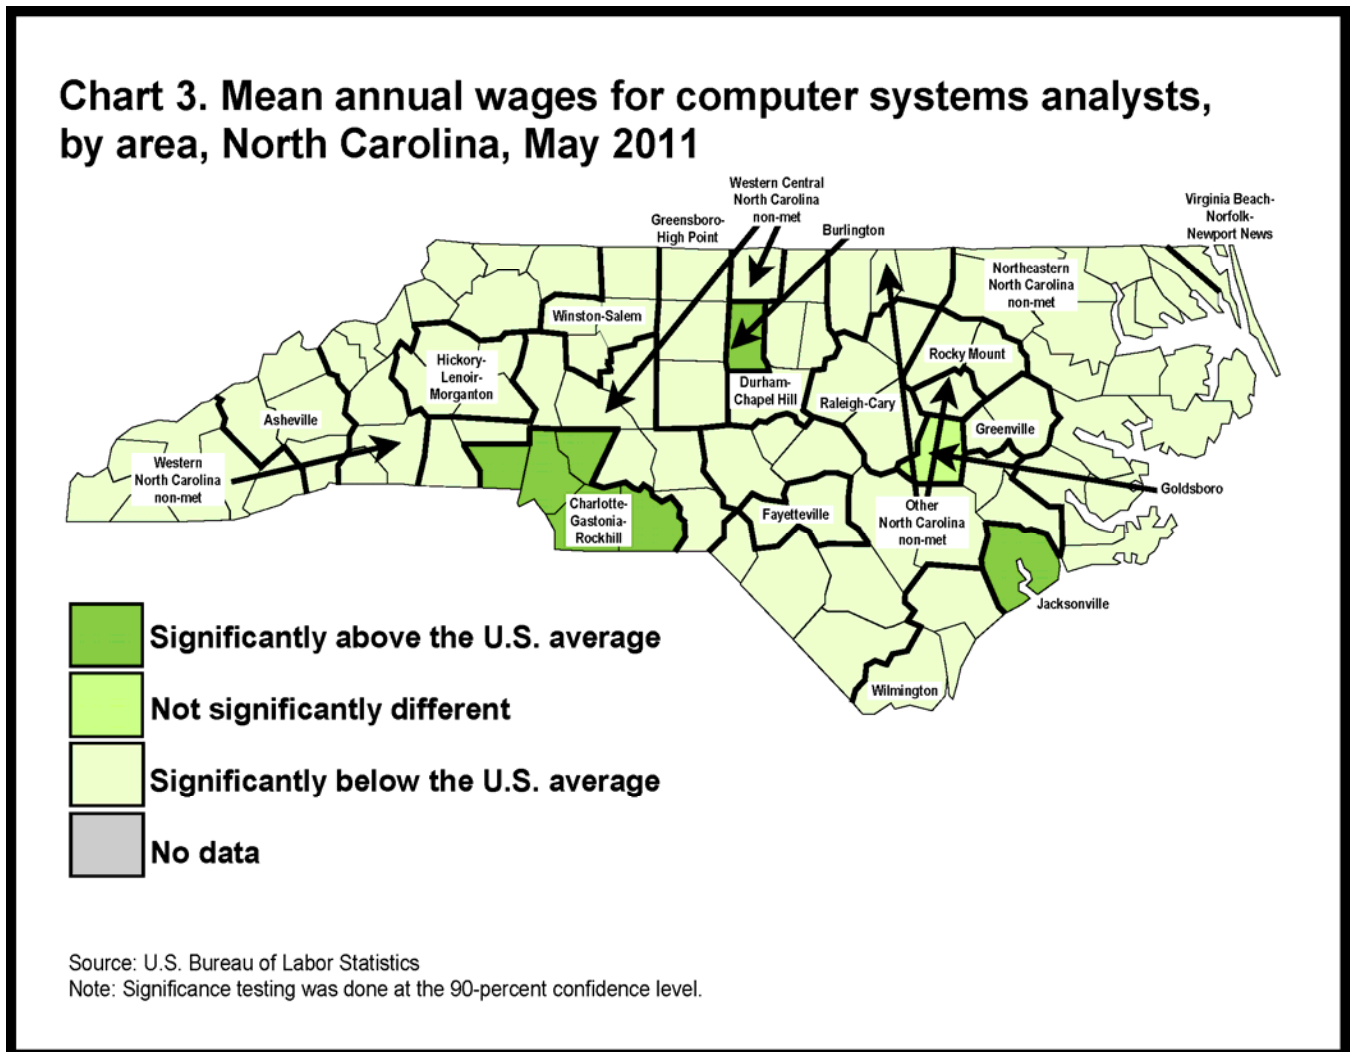 Chart 3. Mean annual wages for computer systems analysts,
by area, North Carolina, May 2011
Western Central
North Carolina
non-met
Greensboro-
High Point
Burlington
Virginia Beach-
Norfolk-
Newport News
Northeastern
North Carolina
non-met
Winston-Salem
Rocky Mount
Hickory-
Lenoir-
Morganton
Durham-
Chapel Hill
Raleigh-Cary
Asheville
Greenville
Western
North Carolina
non-met
Goldsboro
Charlotte-
Gastonia-
Rockhill
Fayetteville
Other
North Carolina
non-met
Jacksonville
Wilmington
Significantly above the U.S. average
Not significantly different
Significantly below the U.S. average
No data
Source: U.S. Bureau of Labor Statistics
Note: Significance testing was done at the 90-percent confidence level.